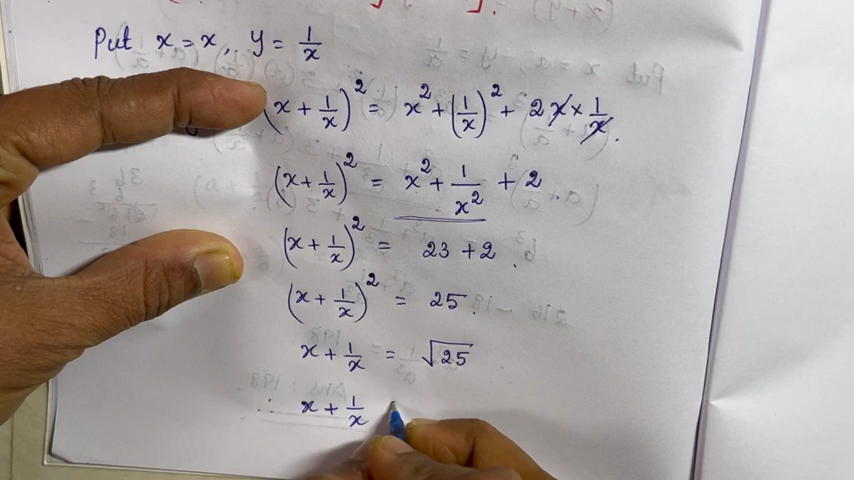 Put x = x, y = 1/x
(x + 1/x)² = x² + (1/x)² + 2x × 1/x.
(x + 1/x)² = x² + 1/x² + 2.
(x + 1/x)² = 23 + 2.
(x + 1/x)² = 25.
x + 1/x = √25
∴ x + 1/x